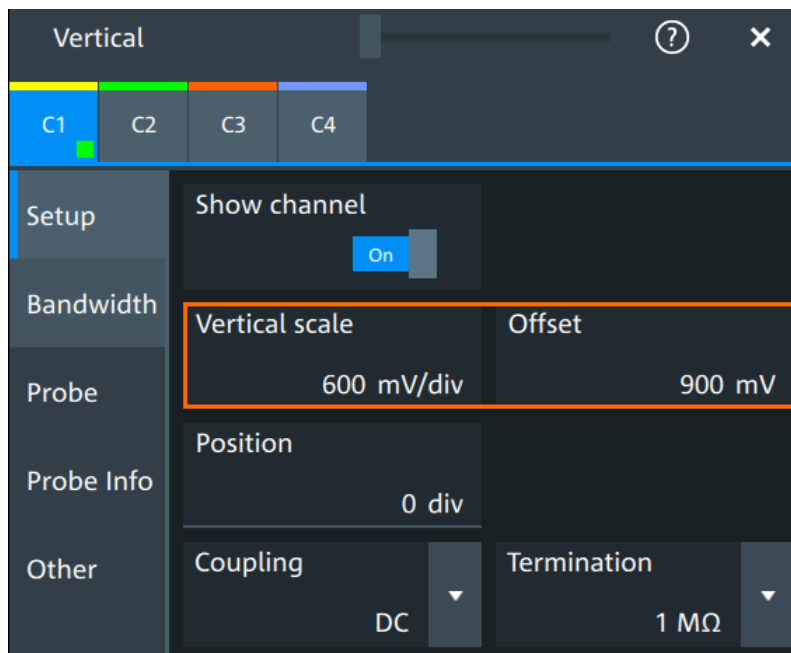 Vertical
?
C1 C2 C3 C4
Setup
Show channel
On
Bandwidth
Vertical scale
600 mV/div
Offset
900 mV
Probe
Position
0 div
Probe Info
Other
Coupling
DC
Termination
1 MΩ